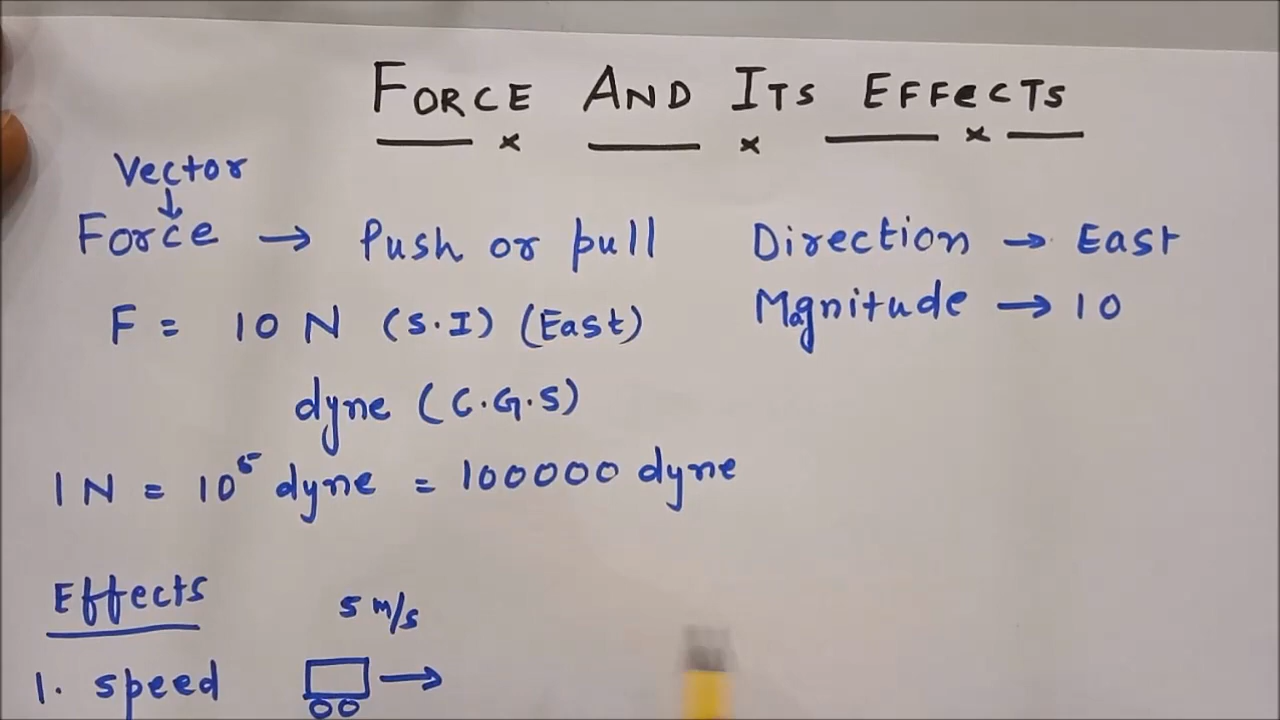 FORCE AND ITS EFFECTS
Vector
↓
Force → Push or pull
Direction → East
F = 10 N (S.I) (East)
Magnitude → 10
dyne (C.G.S)
1 N = 10⁵ dyne = 100000 dyne
Effects
5 m/s
1. speed